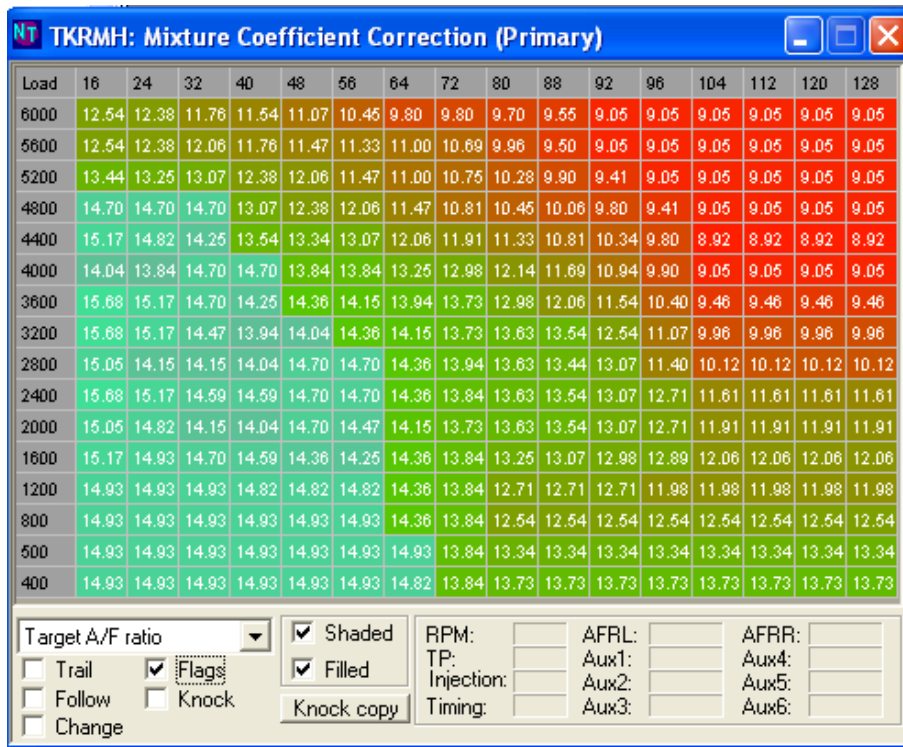 NT TKRMH: Mixture Coefficient Correction (Primary)
Load 16 24 32 40 48 56 64 72 80 88 92 96 104 112 120 128
6000 12.54 12.38 11.76 11.54 11.07 10.45 9.80 9.80 9.70 9.55 9.05 9.05 9.05 9.05 9.05 9.05
5600 12.54 12.38 12.06 11.76 11.47 11.33 11.00 10.69 9.96 9.50 9.05 9.05 9.05 9.05 9.05 9.05
5200 13.44 13.25 13.07 12.38 12.06 11.47 11.00 10.75 10.28 9.90 9.41 9.05 9.05 9.05 9.05 9.05
4800 14.70 14.70 14.70 13.07 12.38 12.06 11.47 10.81 10.45 10.06 9.80 9.41 9.05 9.05 9.05 9.05
4400 15.17 14.82 14.25 13.54 13.34 13.07 12.06 11.91 11.33 10.81 10.34 9.80 8.92 8.92 8.92 8.92
4000 14.04 13.84 14.70 14.70 13.84 13.84 13.25 12.98 12.14 11.69 10.94 9.90 9.05 9.05 9.05 9.05
3600 15.68 15.17 14.70 14.25 14.36 14.15 13.94 13.73 12.98 12.06 11.54 10.40 9.46 9.46 9.46 9.46
3200 15.68 15.17 14.47 13.94 14.04 14.36 14.15 13.73 13.63 13.54 12.54 11.07 9.96 9.96 9.96 9.96
2800 15.05 14.15 14.15 14.04 14.70 14.70 14.36 13.94 13.63 13.44 13.07 11.40 10.12 10.12 10.12 10.12
2400 15.68 15.17 14.59 14.59 14.70 14.70 14.36 13.84 13.63 13.54 13.07 12.71 11.61 11.61 11.61 11.61
2000 15.05 14.82 14.15 14.04 14.70 14.47 14.15 13.73 13.63 13.54 13.07 12.71 11.91 11.91 11.91 11.91
1600 15.17 14.93 14.70 14.59 14.36 14.25 14.36 13.84 13.25 13.07 12.98 12.89 12.06 12.06 12.06 12.06
1200 14.93 14.93 14.93 14.82 14.82 14.82 14.36 13.84 12.71 12.71 12.71 11.98 11.98 11.98 11.98 11.98
800 14.93 14.93 14.93 14.93 14.93 14.93 14.36 13.84 12.54 12.54 12.54 12.54 12.54 12.54 12.54 12.54
500 14.93 14.93 14.93 14.93 14.93 14.93 14.93 13.84 13.34 13.34 13.34 13.34 13.34 13.34 13.34 13.34
400 14.93 14.93 14.93 14.93 14.93 14.93 14.82 13.84 13.73 13.73 13.73 13.73 13.73 13.73 13.73 13.73
Target A/F ratio Shaded RPM: AFRL: AFRR:
Trail Flags Filled TP: Aux1: Aux4:
Follow Knock Injection: Aux2: Aux5:
Change Knock copy Timing: Aux3: Aux6: